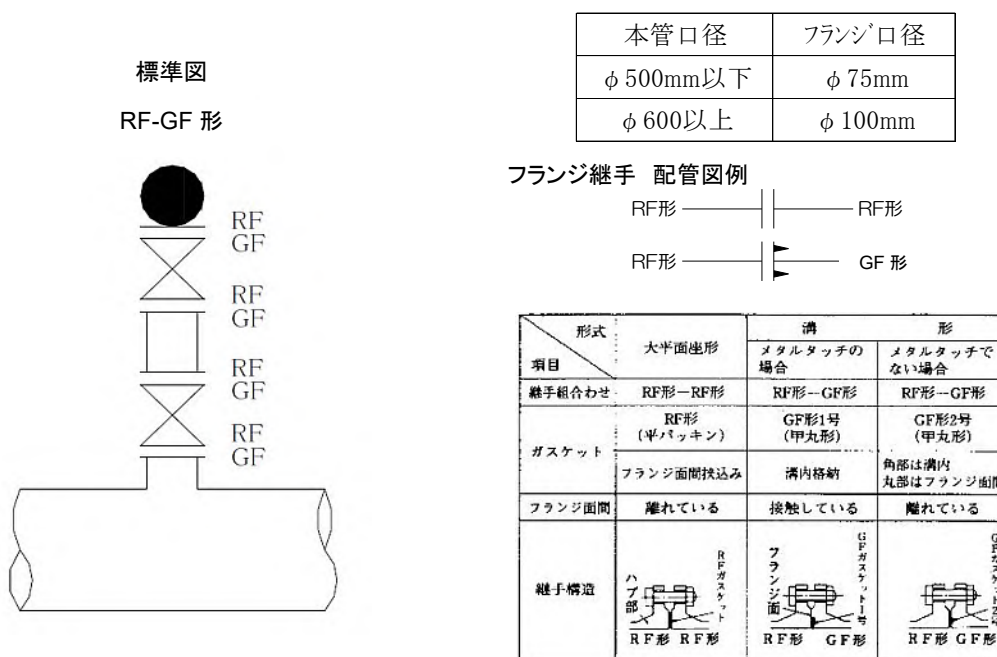 標準図
RF-GF 形
RF
GF
RF
GF
RF
GF
RF
GF
本管口径 フランジ口径
φ500mm以下 φ75mm
φ600以上 φ100mm
フランジ継手 配管図例
RF形 RF形
RF形 GF 形
形式
項目
大平面座形
溝 形
メタルタッチの
場合
メタルタッチで
ない場合
継手組合わせ RF形-RF形 RF形--GF形 RF形--GF形
ガスケット
RF形
(平パッキン)
GF形1号
(甲丸形)
GF形2号
(甲丸形)
フランジ面間挟込み
溝内格納
角部は溝内
丸部はフランジ面間
フランジ面間 離れている 接触している 離れている
継手構造
ハブ部
RFガスケット
RF形 RF形
フランジ面
GFガスケット1号
RF形 GF形
GFガスケット2号
RF形 GF形